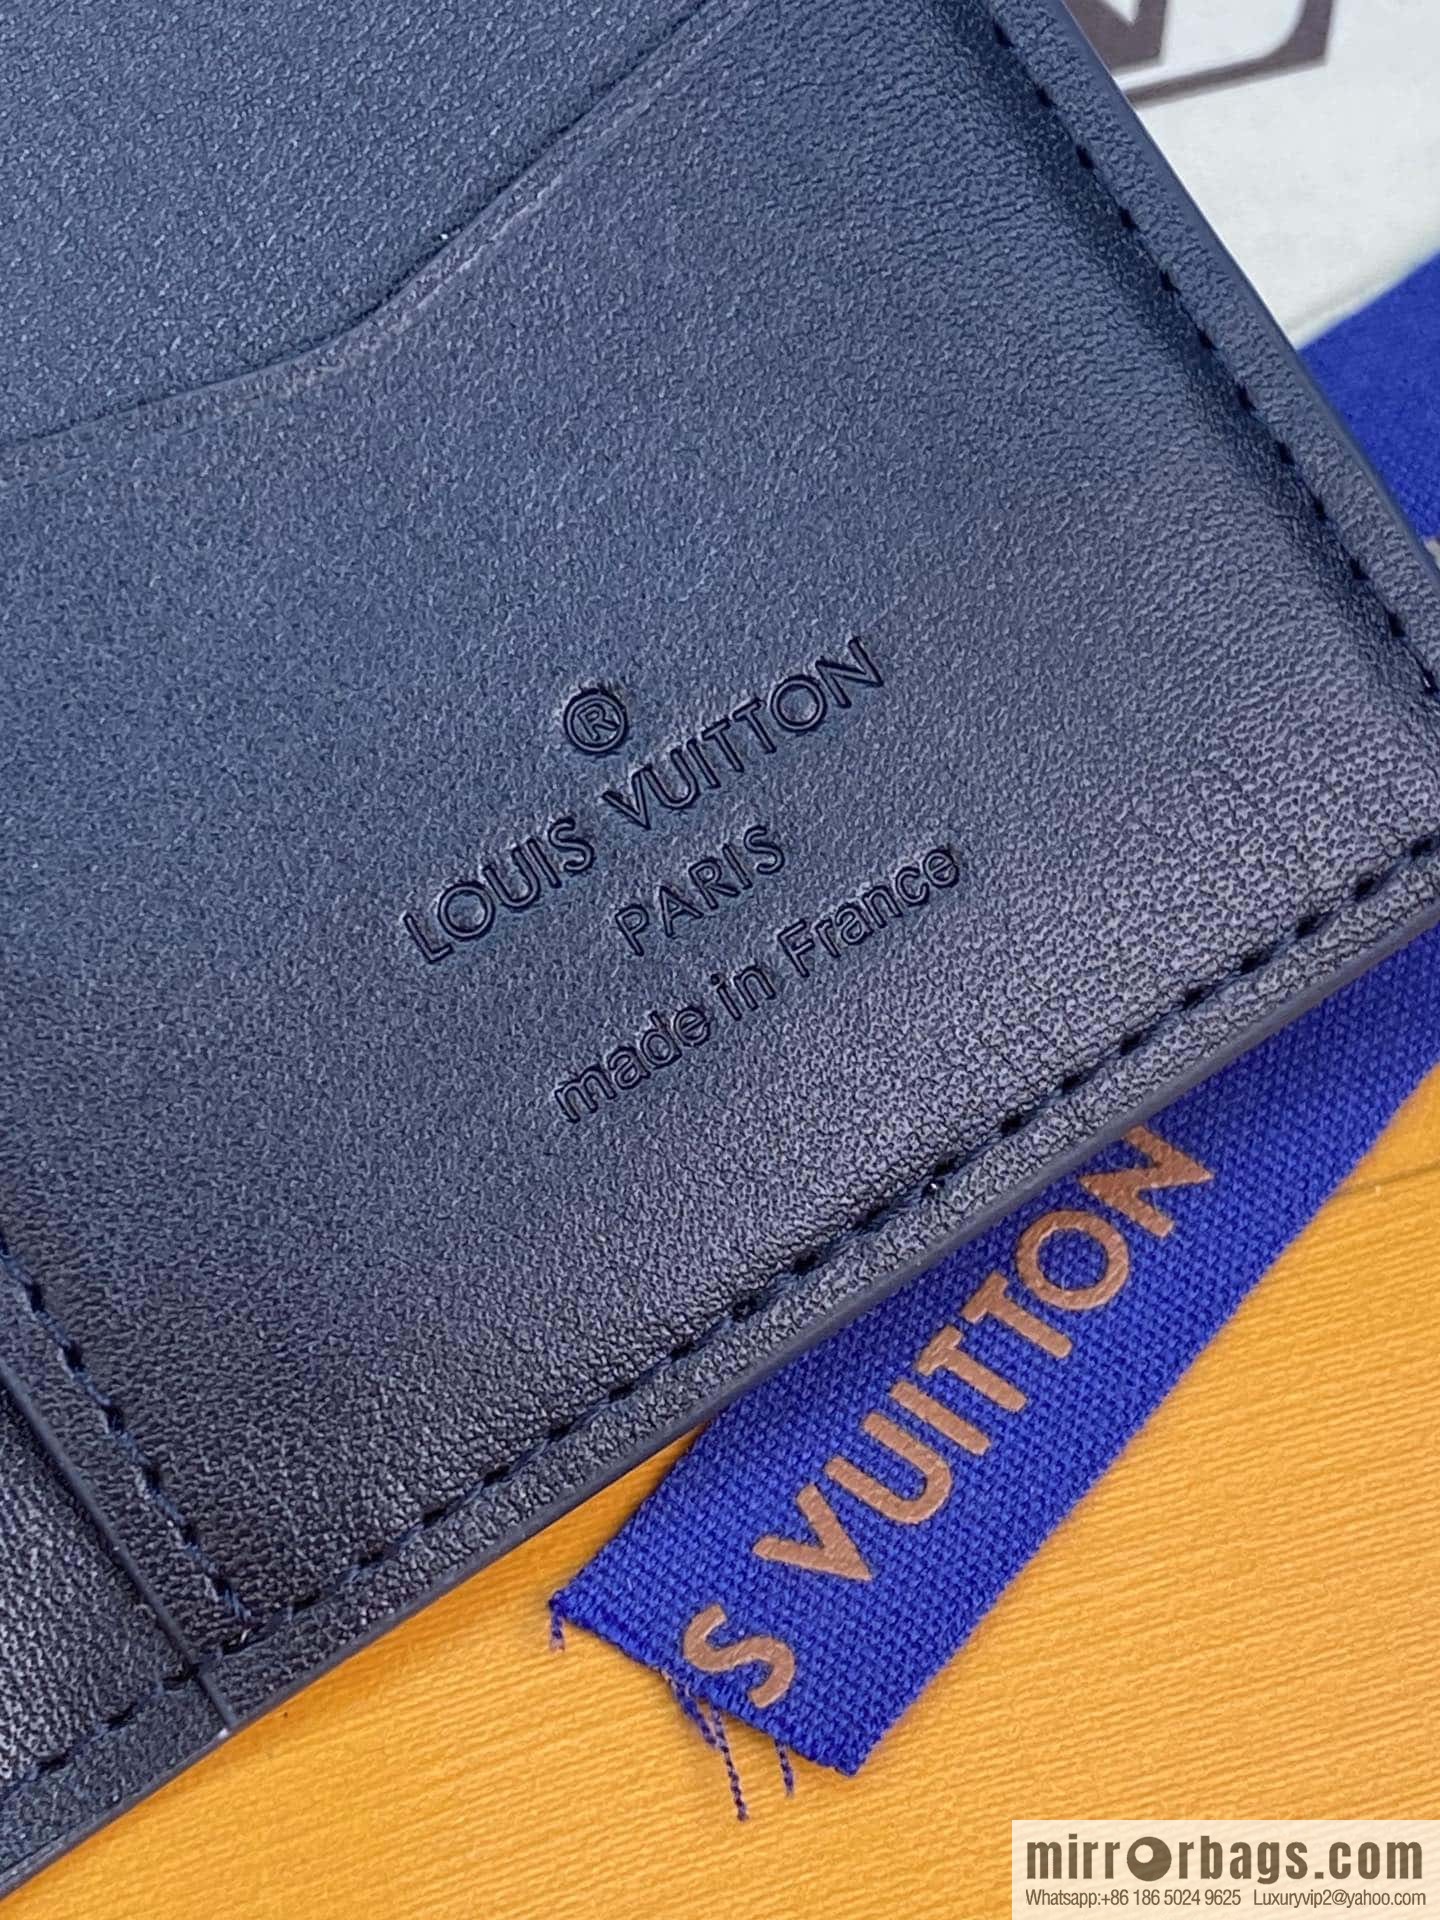 ®
LOUIS VUITTON
PARIS
made in France
S VUITTON
mirrorbags.com
Whatsapp:+86 186 5024 9625 Luxuryvip2@yahoo.com